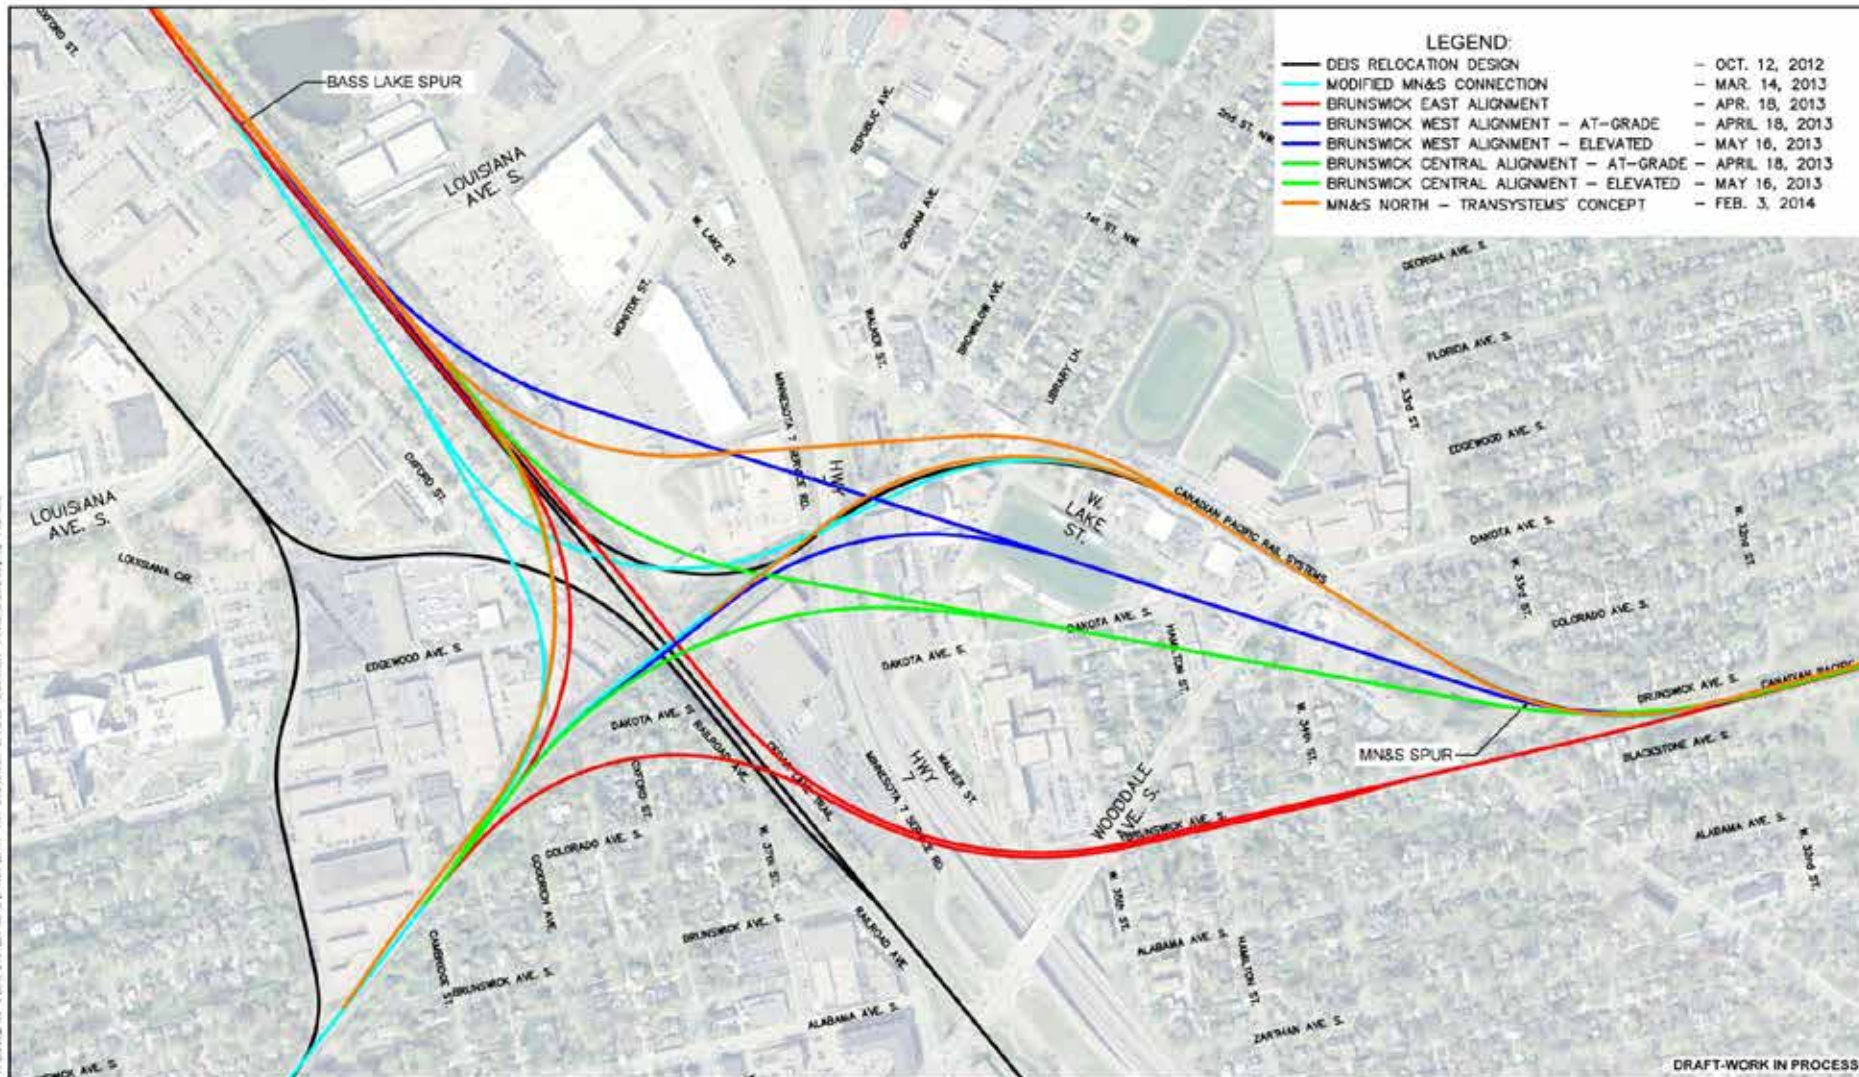 LEGEND:
DEIS RELOCATION DESIGN - OCT. 12, 2012
MODIFIED MN&S CONNECTION - MAR. 14, 2013
BRUNSWICK EAST ALIGNMENT - APR. 18, 2013
BRUNSWICK WEST ALIGNMENT - AT-GRADE - APRIL 18, 2013
BRUNSWICK WEST ALIGNMENT - ELEVATED - MAY 16, 2013
BRUNSWICK CENTRAL ALIGNMENT - AT-GRADE - APRIL 18, 2013
BRUNSWICK CENTRAL ALIGNMENT - ELEVATED - MAY 16, 2013
MN&S NORTH - TRANSYSTEMS' CONCEPT - FEB. 3, 2014
OXFORD ST.
BASS LAKE SPUR
LOUISIANA
AVE. S.
REPUBLIC AVE.
2nd ST. NW.
GORHAM AVE.
W. LAKE ST.
1st ST. NW.
MONITOR ST.
WALKER ST.
BROWNLOW AVE.
LIBRARY LN.
GEORGIA AVE. S.
FLORIDA AVE. S.
W. 33rd ST.
EDGEWOOD AVE. S.
MINNESOTA 7 SERVICE RD.
HWY
OXFORD ST.
LOUISIANA
AVE. S.
LOUISIANA CIR.
W.
LAKE
ST.
CANADIAN PACIFIC RAIL SYSTEMS
DAKOTA AVE. S.
W. 32nd ST.
W. 33rd ST.
COLORADO AVE. S.
EDGEWOOD AVE. S.
DAKOTA AVE. S.
DAKOTA AVE. S.
HAMILTON ST.
DAKOTA AVE. S.
RAILROAD AVE.
CEDAR LAKE TRAIL
OXFORD ST.
MINNESOTA 7 SERVICE RD.
HWY
7
WALKER ST.
W. 34th ST.
MN&S SPUR
BRUNSWICK AVE. S.
CANADIAN PACIFIC
BLACKSTONE AVE. S.
WOODDALE
AVE. S.
BRUNSWICK AVE. S.
ALABAMA AVE. S.
W. 32nd ST.
COLORADO AVE. S.
GOODRICH AVE.
W. 37th ST.
W. 35th ST.
BRUNSWICK AVE. S.
RAILROAD AVE.
ALABAMA AVE. S.
HAMILTON ST.
CAMBRIDGE ST.
BRUNSWICK AVE. S.
ALABAMA AVE. S.
ZARTHAN AVE. S.
AVE. S.
DRAFT-WORK IN PROCESS